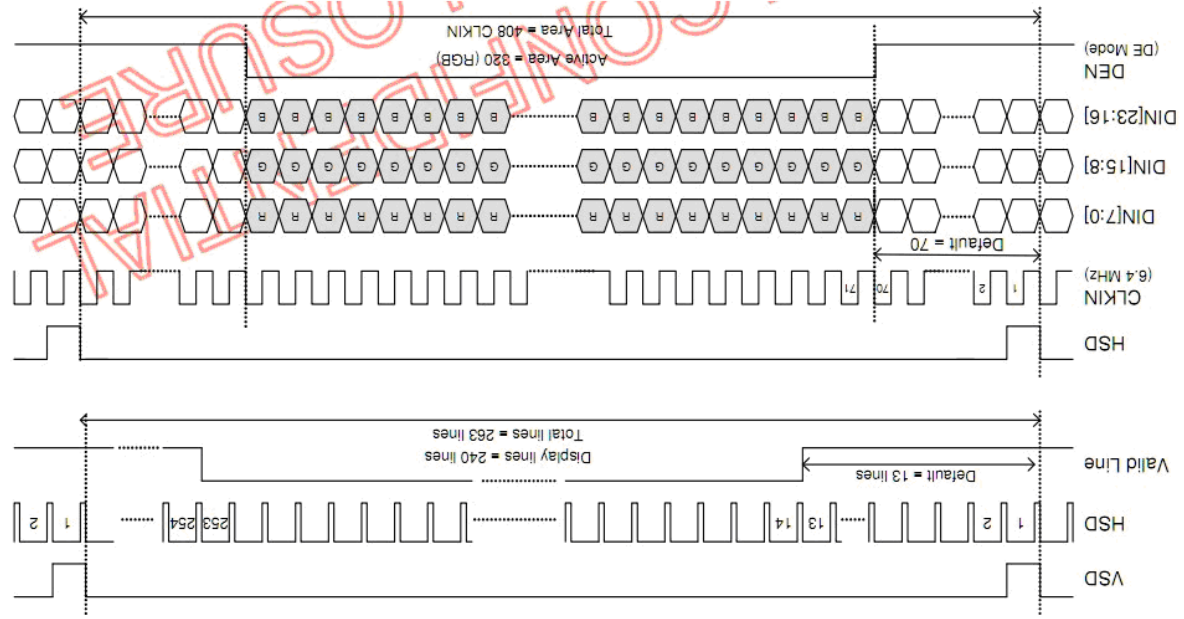 VSD
HSD 1 2 13 14 253 254 1 2
Valid Line
Default = 13 lines
Display lines = 240 lines
Total lines = 263 lines
HSD
CLKIN 1 2 70 71
(6.4 MHz)
Default = 70
DIN[7:0] R R R R R R R R R R R R R R R R R
DIN[15:8] G G G G G G G G G G G G G G G G G
DIN[23:16] B B B B B B B B B B B B B B B B B
DEN
(DE Mode)
Active Area = 320 (RGB)
Total Area = 408 CLKIN
CONFIDENTIAL